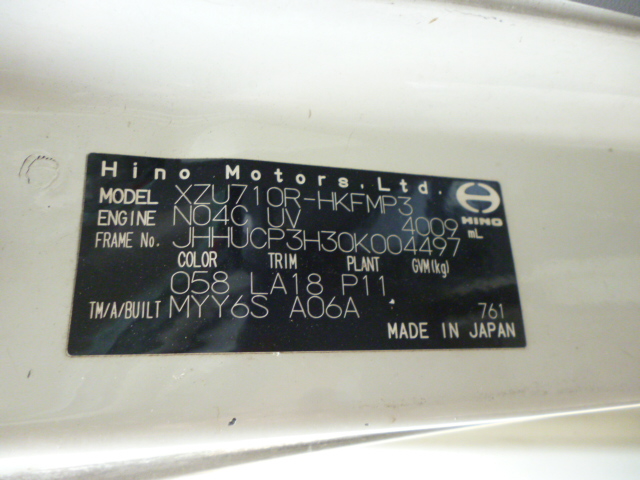 Hino Motors,Ltd.
MODEL XZU710R-HKFMP3
ENGINE N04C UV 4009 mL
HINO
FRAME No. JHHUCP3H30K004497
COLOR TRIM PLANT GVM(kg)
058 LA18 P11
TM/A/BUILT MYY6S A06A 761
MADE IN JAPAN